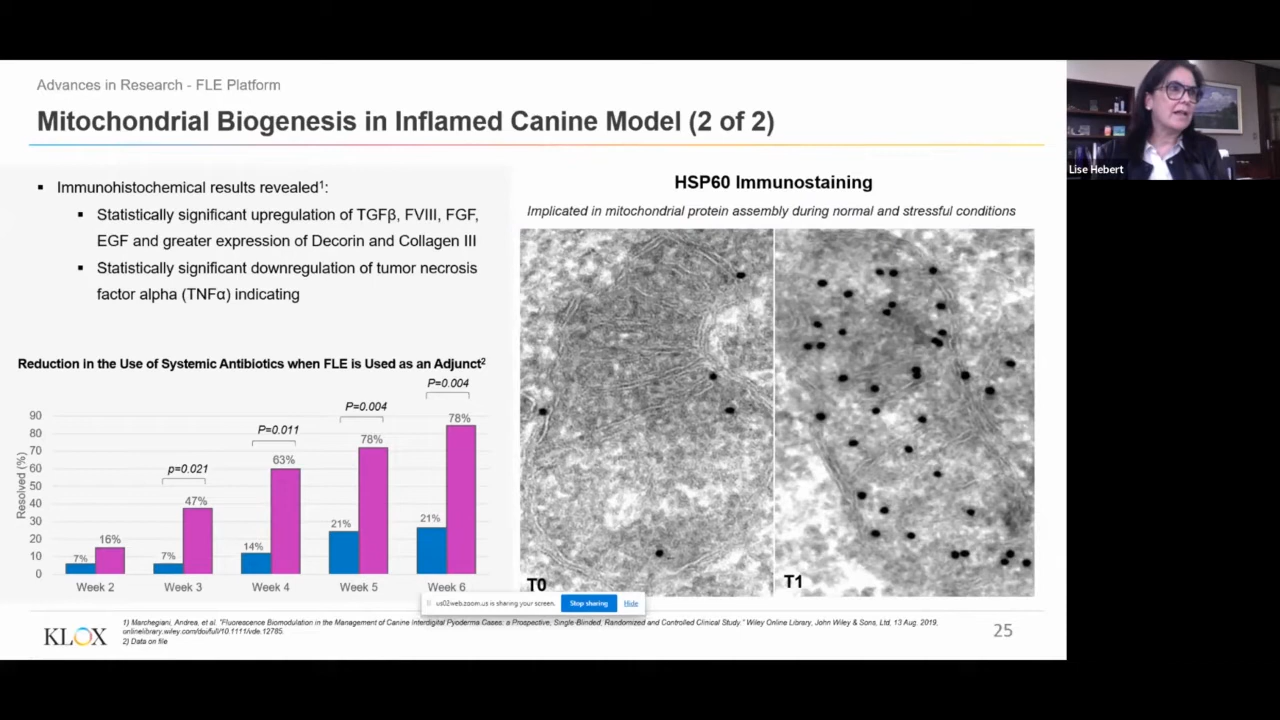 Advances in Research - FLE Platform
Mitochondrial Biogenesis in Inflamed Canine Model (2 of 2)
Lise Hebert
▪ Immunohistochemical results revealed1:
▪ Statistically significant upregulation of TGFβ, FVIII, FGF,
EGF and greater expression of Decorin and Collagen III
▪ Statistically significant downregulation of tumor necrosis
factor alpha (TNFα) indicating
HSP60 Immunostaining
Implicated in mitochondrial protein assembly during normal and stressful conditions
T0
T1
Reduction in the Use of Systemic Antibiotics when FLE is Used as an Adjunct2
Resolved (%)
90
80
70
60
50
40
30
20
10
0
7%
16%
p=0.021
7%
47%
P=0.011
14%
63%
P=0.004
21%
78%
P=0.004
21%
78%
Week 2
Week 3
Week 4
Week 5
Week 6
us02web.zoom.us is sharing your screen.
Stop sharing
Hide
KLOX
1) Marchegiani, Andrea, et al. "Fluorescence Biomodulation in the Management of Canine Interdigital Pyoderma Cases: a Prospective, Single-Blinded, Randomized and Controlled Clinical Study." Wiley Online Library, John Wiley & Sons, Ltd, 13 Aug. 2019,
onlinelibrary.wiley.com/doi/full/10.1111/vde.12785.
2) Data on file
25